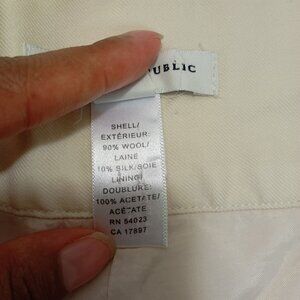 PUBLIC
SHELL/
EXTÉRIEUR:
90% WOOL/
LAINE
10% SILK/SOIE
LINING/
DOUBLURE:
100% ACETATE/
ACÉTATE
RN 54023
CA 17897